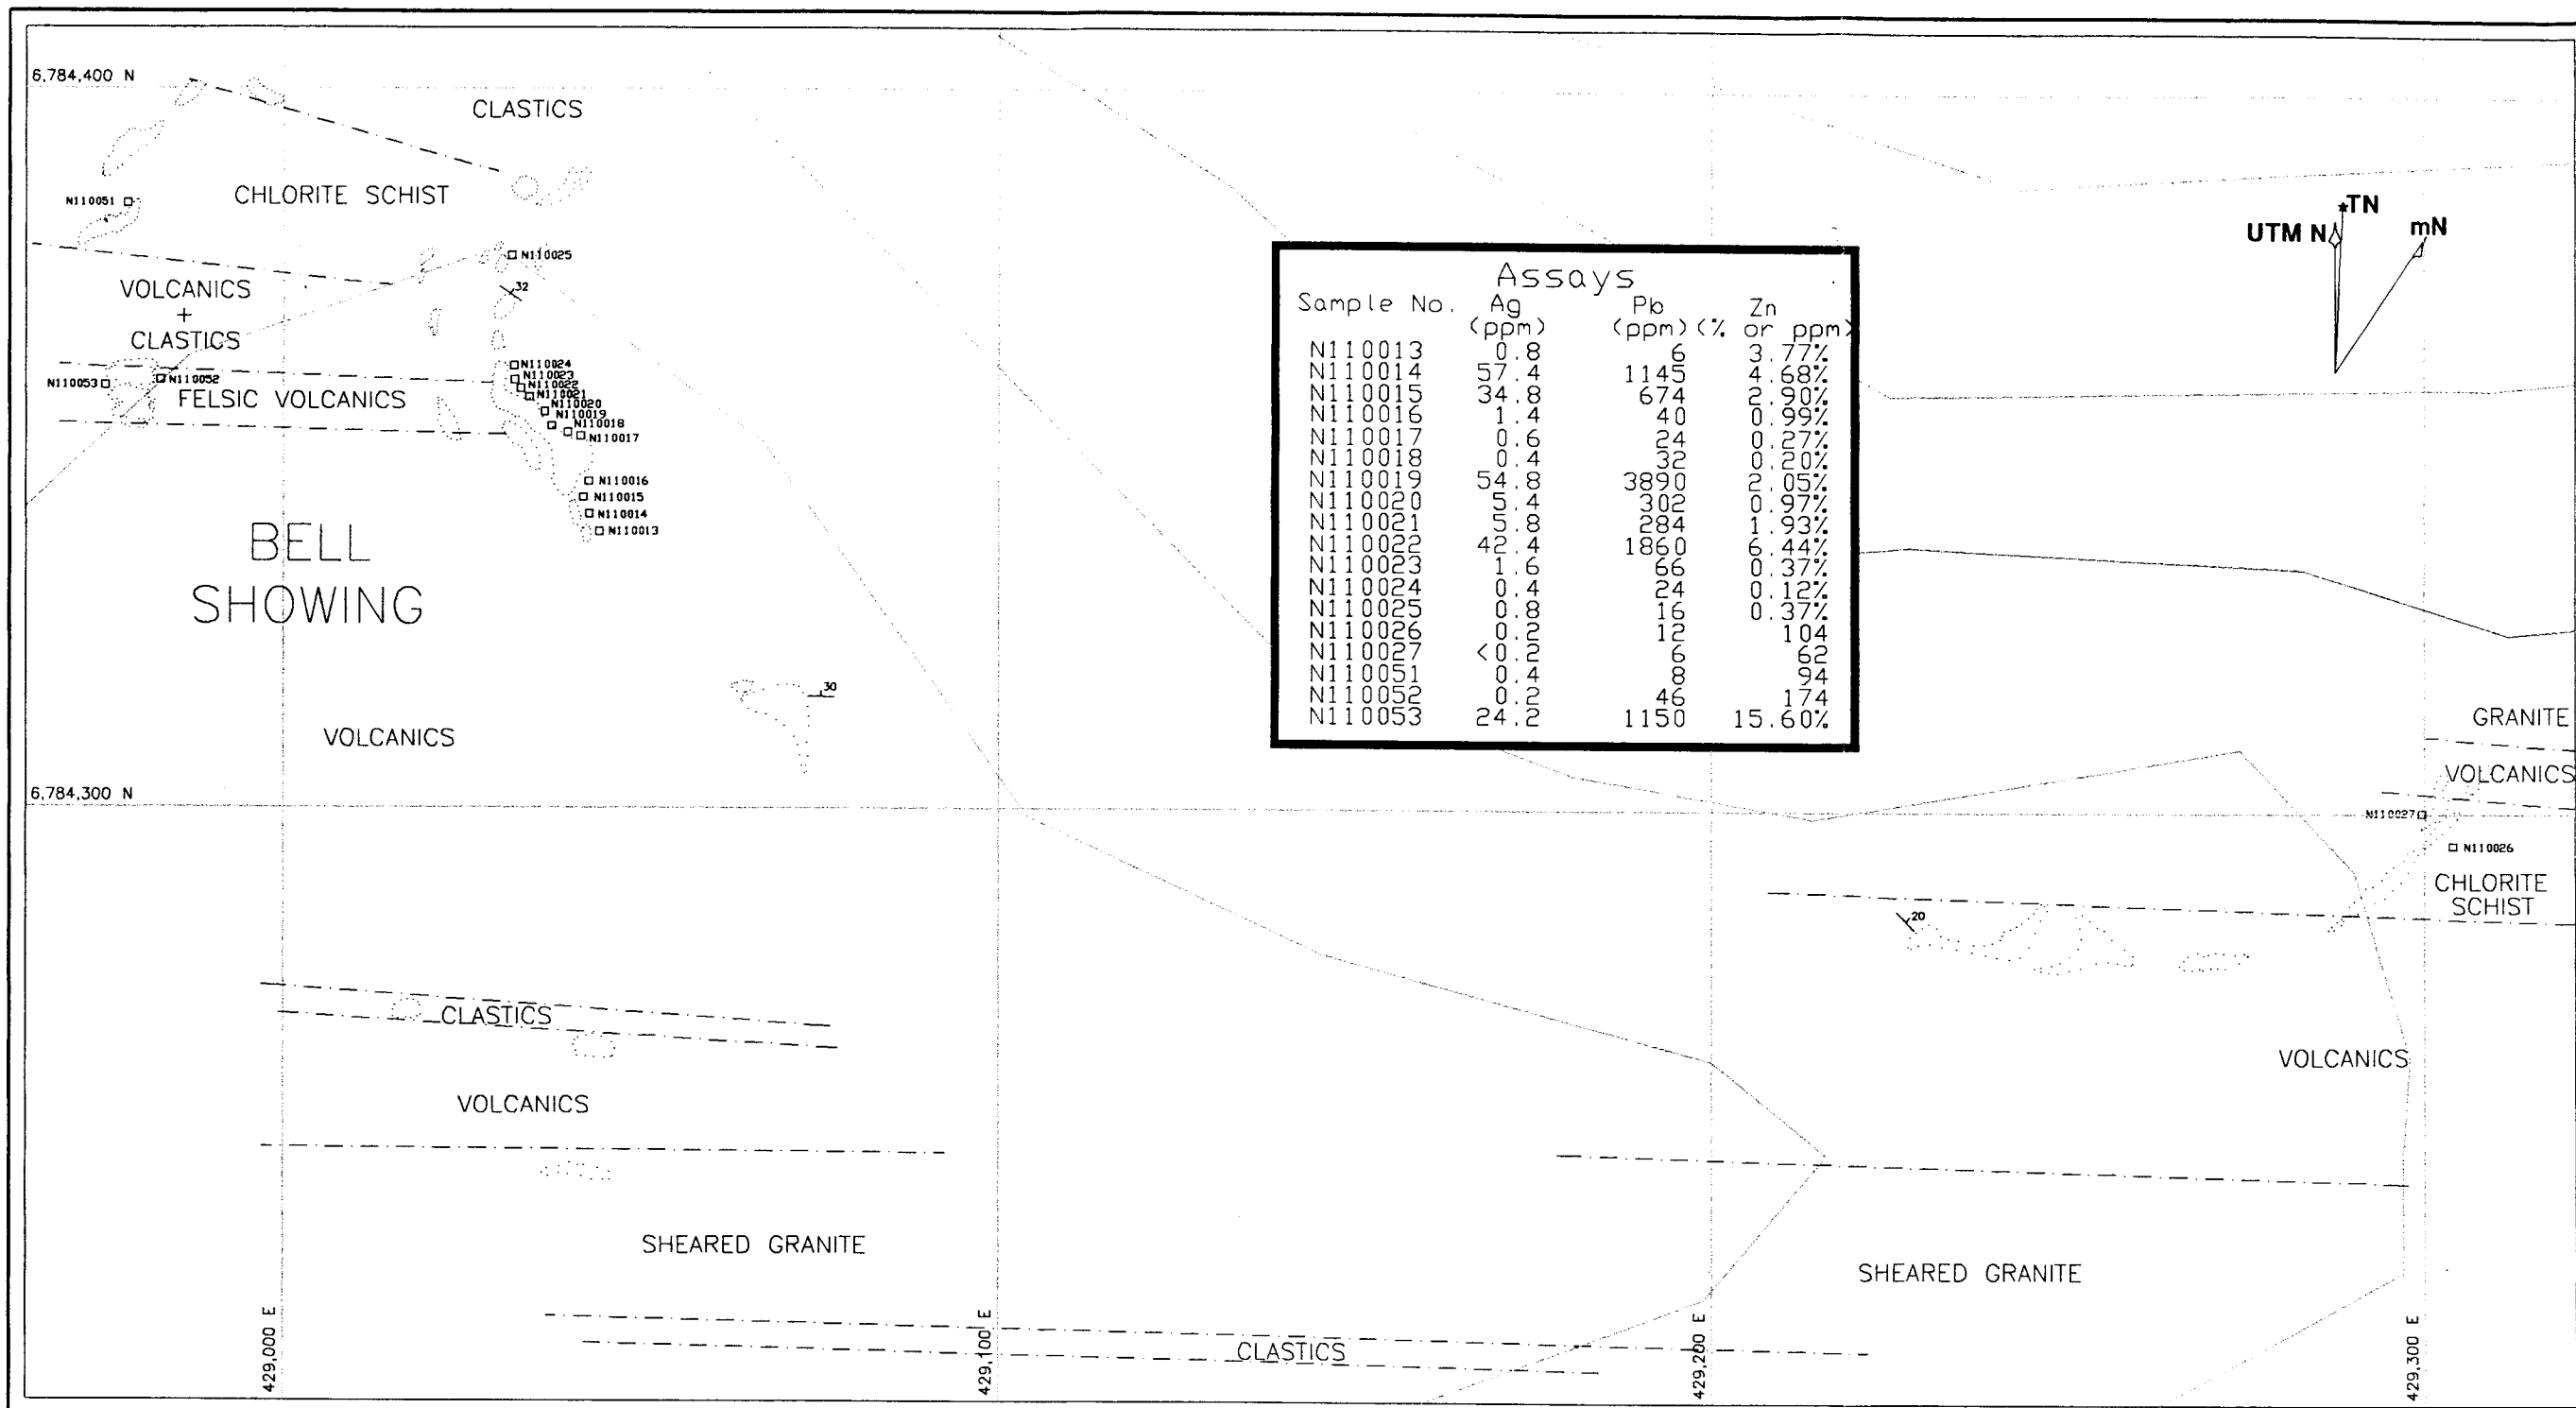 6,784,400 N
CLASTICS
CHLORITE SCHIST
N110051
N110025
32
VOLCANICS
+
CLASTICS
N110053
N110052
FELSIC VOLCANICS
N110024
N110023
N110022
N110021
N110020
N110019
N110018
N110017
N110016
N110015
N110014
N110013
BELL
SHOWING
30
VOLCANICS
6,784,300 N
TN
UTM N
mN
Assays
Sample No. Ag Pb Zn
(ppm) (ppm) (% or ppm)
N110013 0.8 6 3.77%
N110014 57.4 1145 4.68%
N110015 34.8 674 2.90%
N110016 1.4 40 0.99%
N110017 0.6 24 0.27%
N110018 0.4 32 0.20%
N110019 54.8 3890 2.05%
N110020 5.4 302 0.97%
N110021 5.8 284 1.93%
N110022 42.4 1860 6.44%
N110023 1.6 66 0.37%
N110024 0.4 24 0.12%
N110025 0.8 16 0.37%
N110026 0.2 12 104
N110027 <0.2 6 62
N110051 0.4 8 94
N110052 0.2 46 174
N110053 24.2 1150 15.60%
GRANITE
VOLCANICS
N110027
N110026
CHLORITE
SCHIST
20
CLASTICS
VOLCANICS
VOLCANICS
SHEARED GRANITE
SHEARED GRANITE
CLASTICS
429,000 E
429,100 E
429,200 E
429,300 E